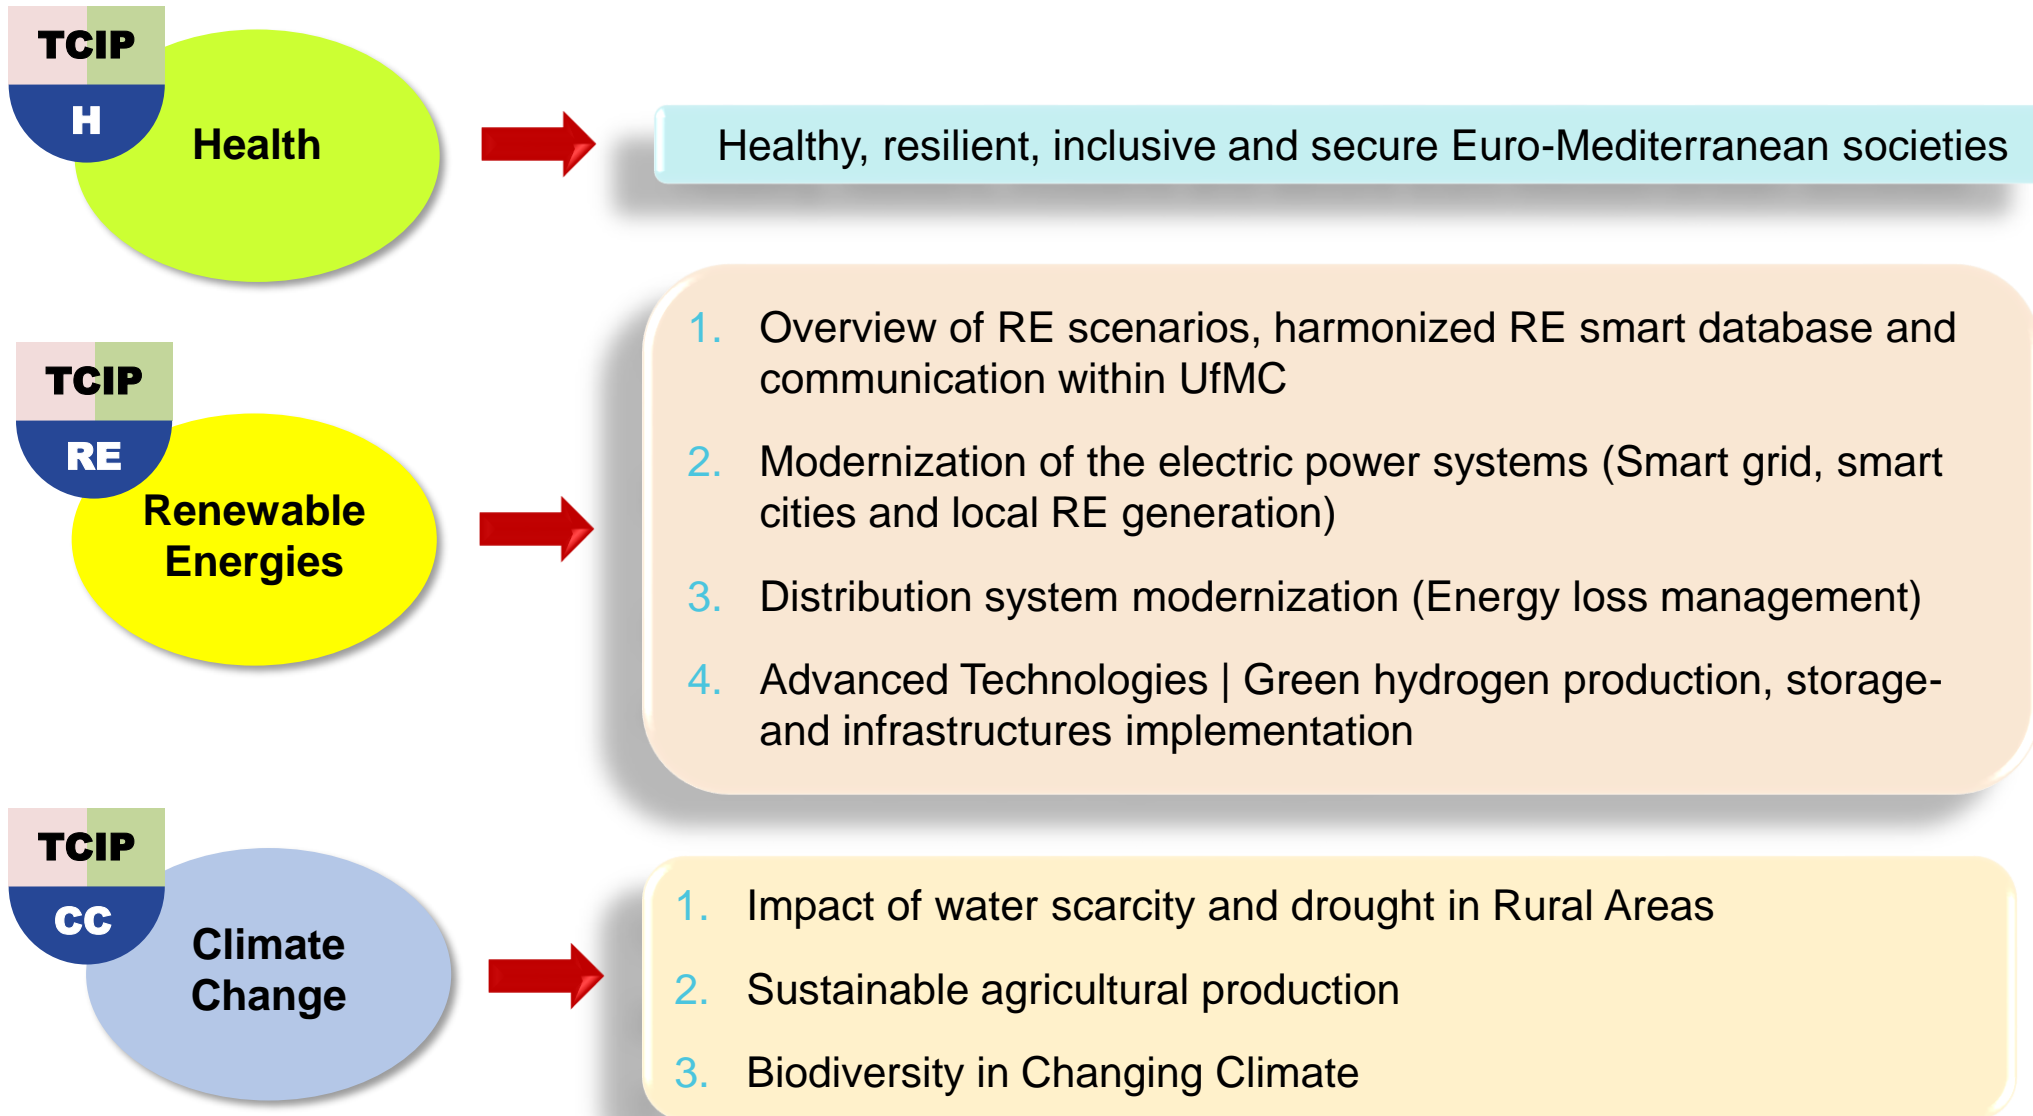 TCIP
H
Health
Healthy, resilient, inclusive and secure Euro-Mediterranean societies
TCIP
RE
Renewable
Energies
1. Overview of RE scenarios, harmonized RE smart database and
communication within UfMC
2. Modernization of the electric power systems (Smart grid, smart
cities and local RE generation)
3. Distribution system modernization (Energy loss management)
4. Advanced Technologies | Green hydrogen production, storage-
and infrastructures implementation
TCIP
CC
Climate
Change
1. Impact of water scarcity and drought in Rural Areas
2. Sustainable agricultural production
3. Biodiversity in Changing Climate